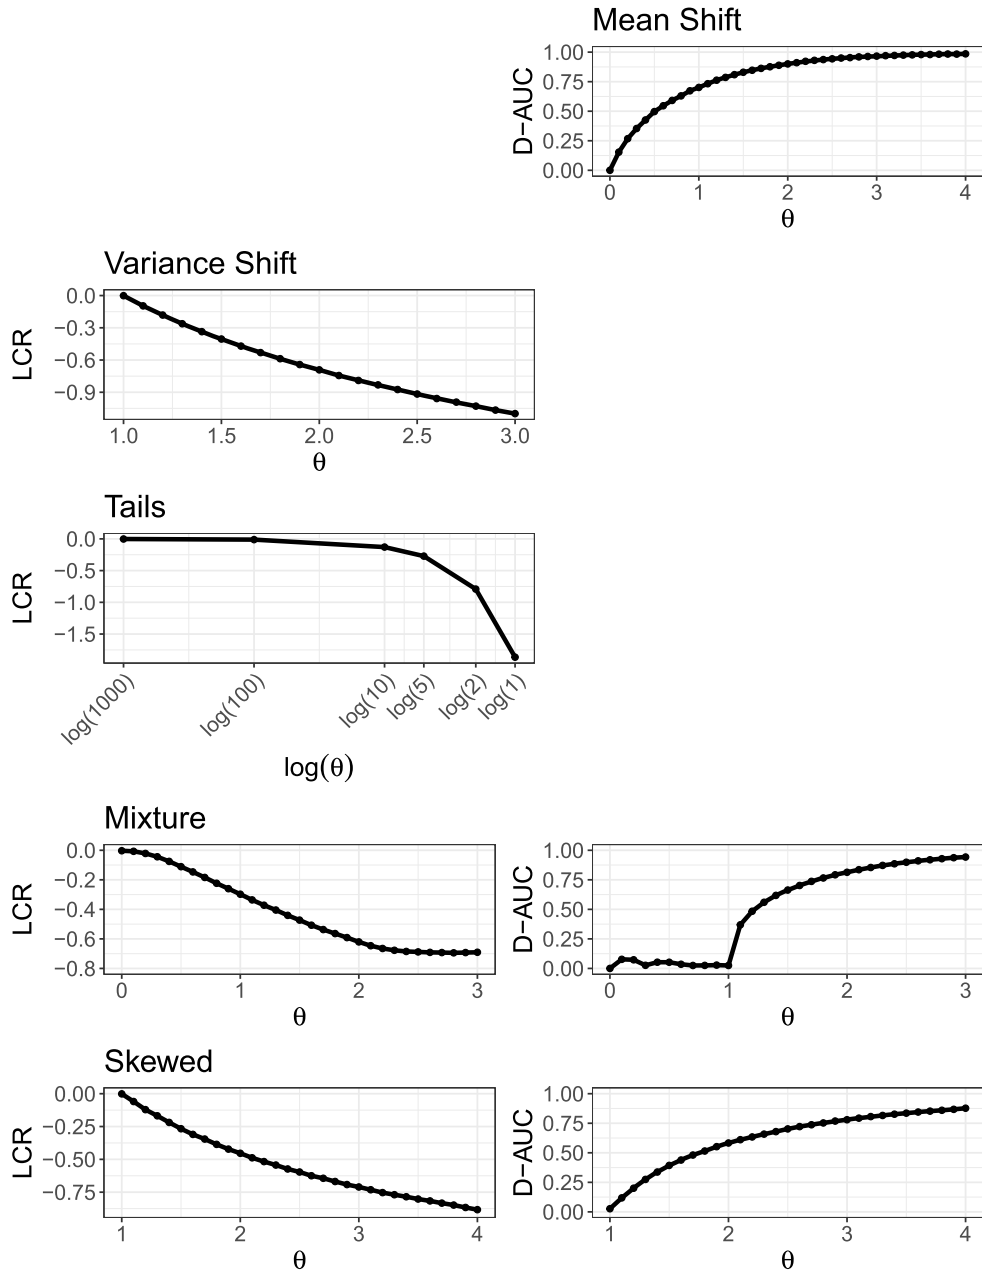 Mean Shift
D−AUC
1.00
0.75
0.50
0.25
0.00
0 1 2 3 4
θ
Variance Shift
LCR
0.0
−0.3
−0.6
−0.9
1.0 1.5 2.0 2.5 3.0
θ
Tails
LCR
0.0
−0.5
−1.0
−1.5
log(1000) log(100) log(10) log(5) log(2) log(1)
log(θ)
Mixture
LCR
0.0
−0.2
−0.4
−0.6
−0.8
0 1 2 3
θ
D−AUC
1.00
0.75
0.50
0.25
0.00
0 1 2 3
θ
Skewed
LCR
0.00
−0.25
−0.50
−0.75
1 2 3 4
θ
D−AUC
1.00
0.75
0.50
0.25
0.00
1 2 3 4
θ